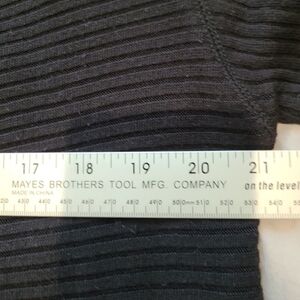 17 18 19 20 21
MAYES BROTHERS TOOL MFG. COMPANY on the level
MADE IN CHINA